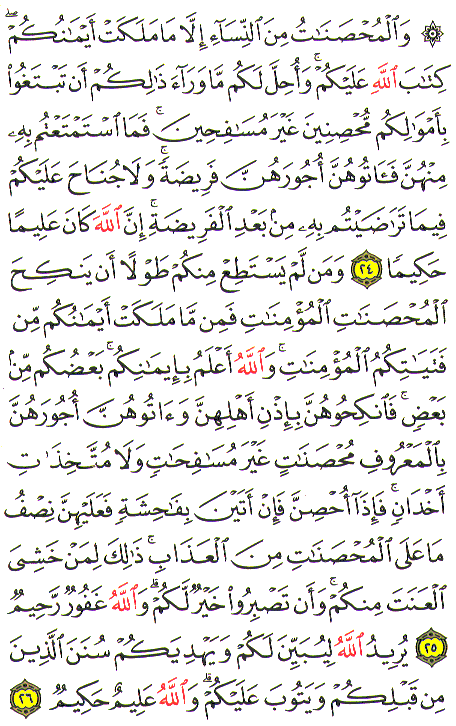 ۞ وَٱلْمُحْصَنَٰتُ مِنَ ٱلنِّسَآءِ إِلَّا مَا مَلَكَتْ أَيْمَٰنُكُمْ ۖ
كِتَٰبَ ٱللَّهِ عَلَيْكُمْ ۚ وَأُحِلَّ لَكُم مَّا وَرَآءَ ذَٰلِكُمْ أَن تَبْتَغُوا۟
بِأَمْوَٰلِكُم مُّحْصِنِينَ غَيْرَ مُسَٰفِحِينَ ۚ فَمَا ٱسْتَمْتَعْتُم بِهِۦ
مِنْهُنَّ فَـَٔاتُوهُنَّ أُجُورَهُنَّ فَرِيضَةً ۚ وَلَا جُنَاحَ عَلَيْكُمْ
فِيمَا تَرَٰضَيْتُم بِهِۦ مِنۢ بَعْدِ ٱلْفَرِيضَةِ ۚ إِنَّ ٱللَّهَ كَانَ عَلِيمًا
حَكِيمًا ٢٤ وَمَن لَّمْ يَسْتَطِعْ مِنكُمْ طَوْلًا أَن يَنكِحَ
ٱلْمُحْصَنَٰتِ ٱلْمُؤْمِنَٰتِ فَمِن مَّا مَلَكَتْ أَيْمَٰنُكُم مِّن
فَتَيَٰتِكُمُ ٱلْمُؤْمِنَٰتِ ۚ وَٱللَّهُ أَعْلَمُ بِإِيمَٰنِكُم ۚ بَعْضُكُم مِّنۢ
بَعْضٍ ۚ فَٱنكِحُوهُنَّ بِإِذْنِ أَهْلِهِنَّ وَءَاتُوهُنَّ أُجُورَهُنَّ
بِٱلْمَعْرُوفِ مُحْصَنَٰتٍ غَيْرَ مُسَٰفِحَٰتٍ وَلَا مُتَّخِذَٰتِ
أَخْدَانٍ ۚ فَإِذَآ أُحْصِنَّ فَإِنْ أَتَيْنَ بِفَٰحِشَةٍ فَعَلَيْهِنَّ نِصْفُ
مَا عَلَى ٱلْمُحْصَنَٰتِ مِنَ ٱلْعَذَابِ ۚ ذَٰلِكَ لِمَنْ خَشِىَ
ٱلْعَنَتَ مِنكُمْ ۚ وَأَن تَصْبِرُوا۟ خَيْرٌ لَّكُمْ ۗ وَٱللَّهُ غَفُورٌ رَّحِيمٌ
٢٥ يُرِيدُ ٱللَّهُ لِيُبَيِّنَ لَكُمْ وَيَهْدِيَكُمْ سُنَنَ ٱلَّذِينَ
مِن قَبْلِكُمْ وَيَتُوبَ عَلَيْكُمْ ۗ وَٱللَّهُ عَلِيمٌ حَكِيمٌ ٢٦